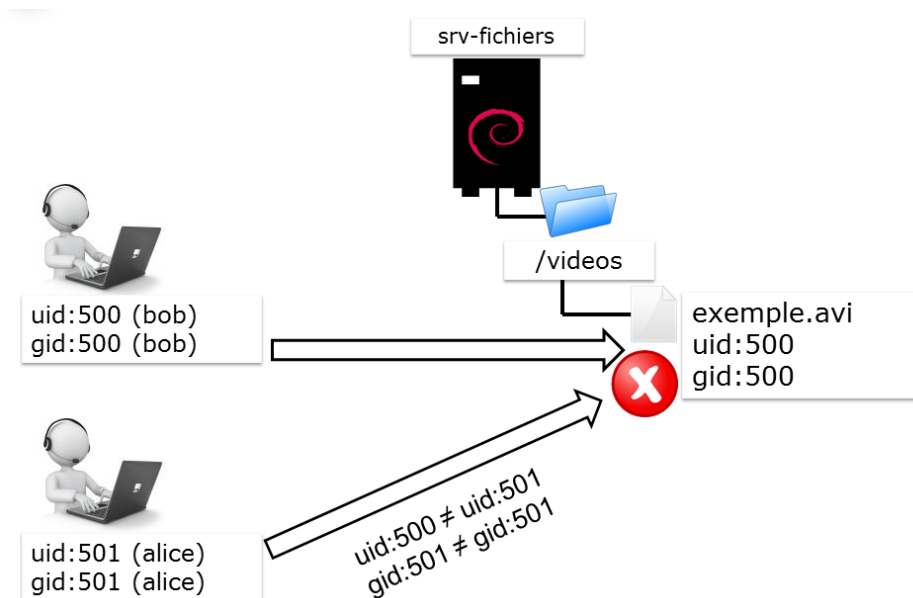 srv-fichiers
/videos
exemple.avi
uid:500
gid:500
uid:500 (bob)
gid:500 (bob)
uid:500 ≠ uid:501
gid:501 ≠ gid:501
uid:501 (alice)
gid:501 (alice)